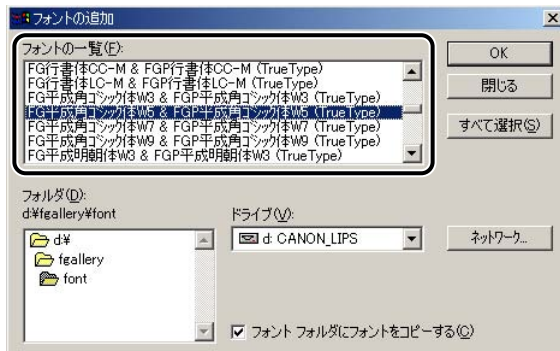 フォントの追加
フォントの一覧(F):
FG行書体CC-M & FGP行書体CC-M (TrueType)
FG行書体LC-M & FGP行書体LC-M (TrueType)
FG平成角ゴシック体W3 & FGP平成角ゴシック体W3 (TrueType)
FG平成角ゴシック体W5 & FGP平成角ゴシック体W5 (TrueType)
FG平成角ゴシック体W7 & FGP平成角ゴシック体W7 (TrueType)
FG平成角ゴシック体W9 & FGP平成角ゴシック体W9 (TrueType)
FG平成明朝体W3 & FGP平成明朝体W3 (TrueType)
OK
閉じる
すべて選択(S)
フォルダ(D):
d:¥fgallery¥font
d:¥
fgallery
font
ドライブ(V):
d: CANON_LIPS
ネットワーク...
フォント フォルダにフォントをコピーする(C)